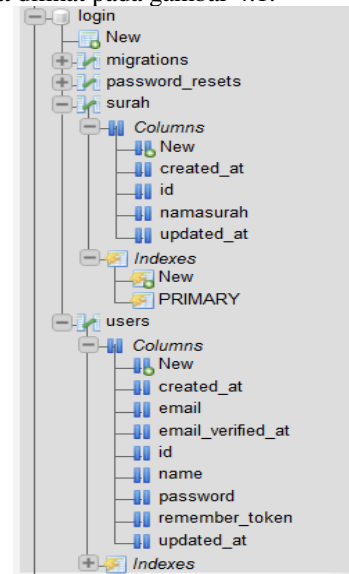 login
New
migrations
password_resets
surah
Columns
New
created_at
id
namasurah
updated_at
Indexes
New
PRIMARY
users
Columns
New
created_at
email
email_verified_at
id
name
password
remember_token
updated_at
Indexes